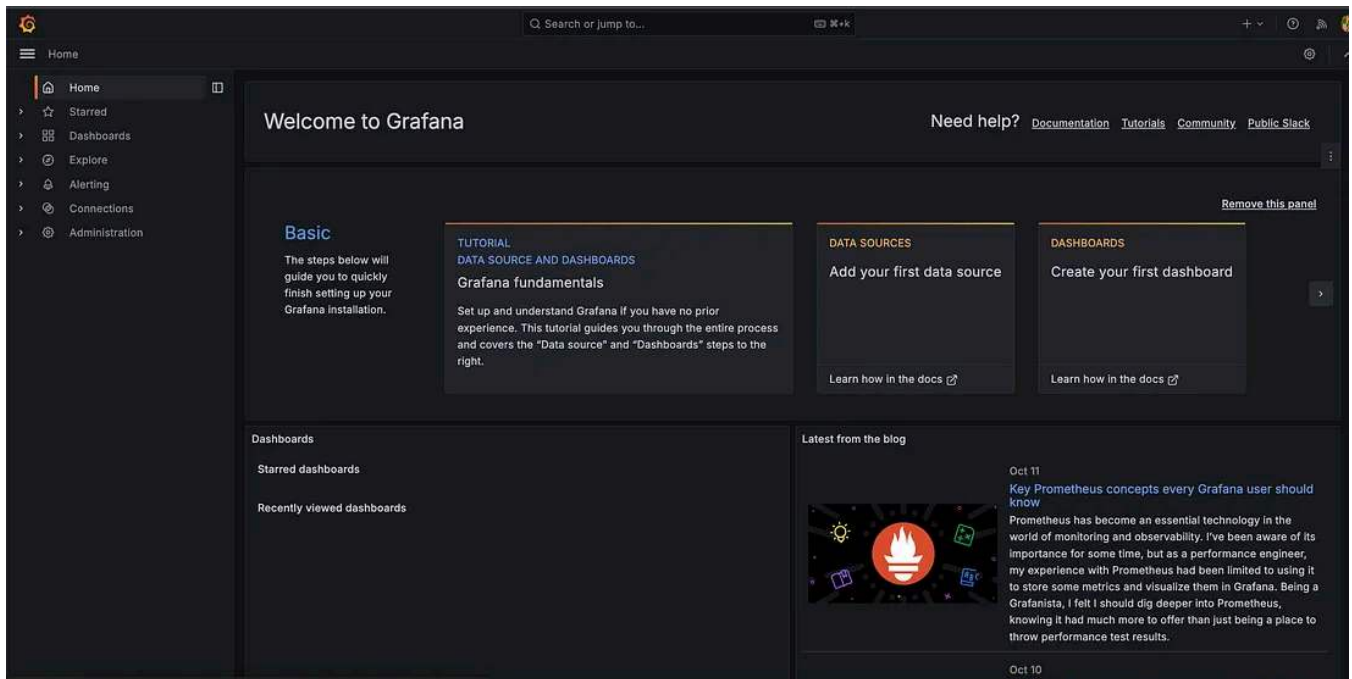 Search or jump to...
⌘+k
Home
Home
Starred
Dashboards
Explore
Alerting
Connections
Administration
Welcome to Grafana
Need help? Documentation Tutorials Community Public Slack
Remove this panel
Basic
The steps below will
guide you to quickly
finish setting up your
Grafana installation.
TUTORIAL
DATA SOURCE AND DASHBOARDS
Grafana fundamentals
Set up and understand Grafana if you have no prior
experience. This tutorial guides you through the entire process
and covers the “Data source” and “Dashboards” steps to the
right.
DATA SOURCES
Add your first data source
Learn how in the docs
DASHBOARDS
Create your first dashboard
Learn how in the docs
Dashboards
Starred dashboards
Recently viewed dashboards
Latest from the blog
Oct 11
Key Prometheus concepts every Grafana user should
know
Prometheus has become an essential technology in the
world of monitoring and observability. I've been aware of its
importance for some time, but as a performance engineer,
my experience with Prometheus had been limited to using it
to store some metrics and visualize them in Grafana. Being a
Grafanista, I felt I should dig deeper into Prometheus,
knowing it had much more to offer than just being a place to
throw performance test results.
Oct 10